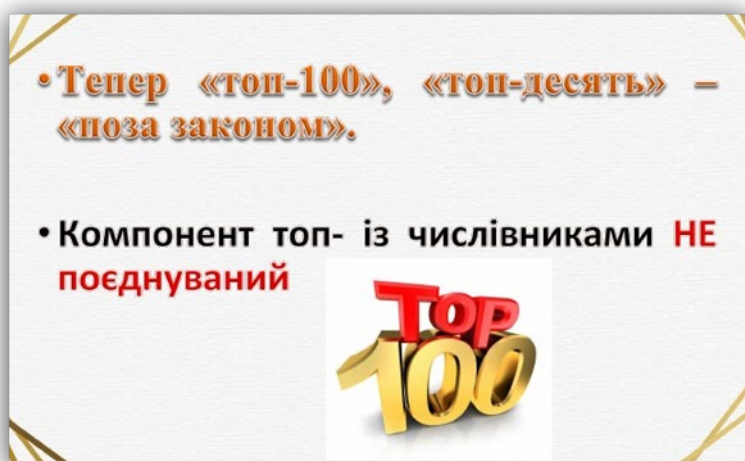 • Тепер «топ-100», «топ-десять» –
«поза законом».
• Компонент топ- із числівниками НЕ
поєднуваний
TOP
100